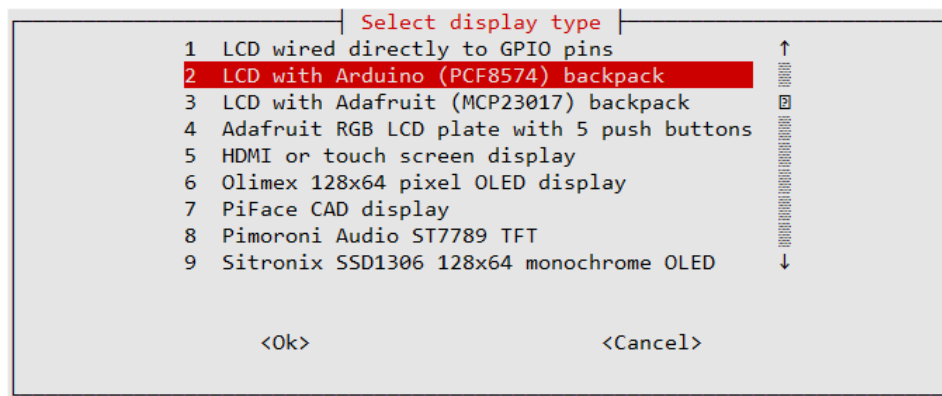 Select display type
1 LCD wired directly to GPIO pins
2 LCD with Arduino (PCF8574) backpack
3 LCD with Adafruit (MCP23017) backpack
4 Adafruit RGB LCD plate with 5 push buttons
5 HDMI or touch screen display
6 Olimex 128x64 pixel OLED display
7 PiFace CAD display
8 Pimoroni Audio ST7789 TFT
9 Sitronix SSD1306 128x64 monochrome OLED
<Ok> <Cancel>